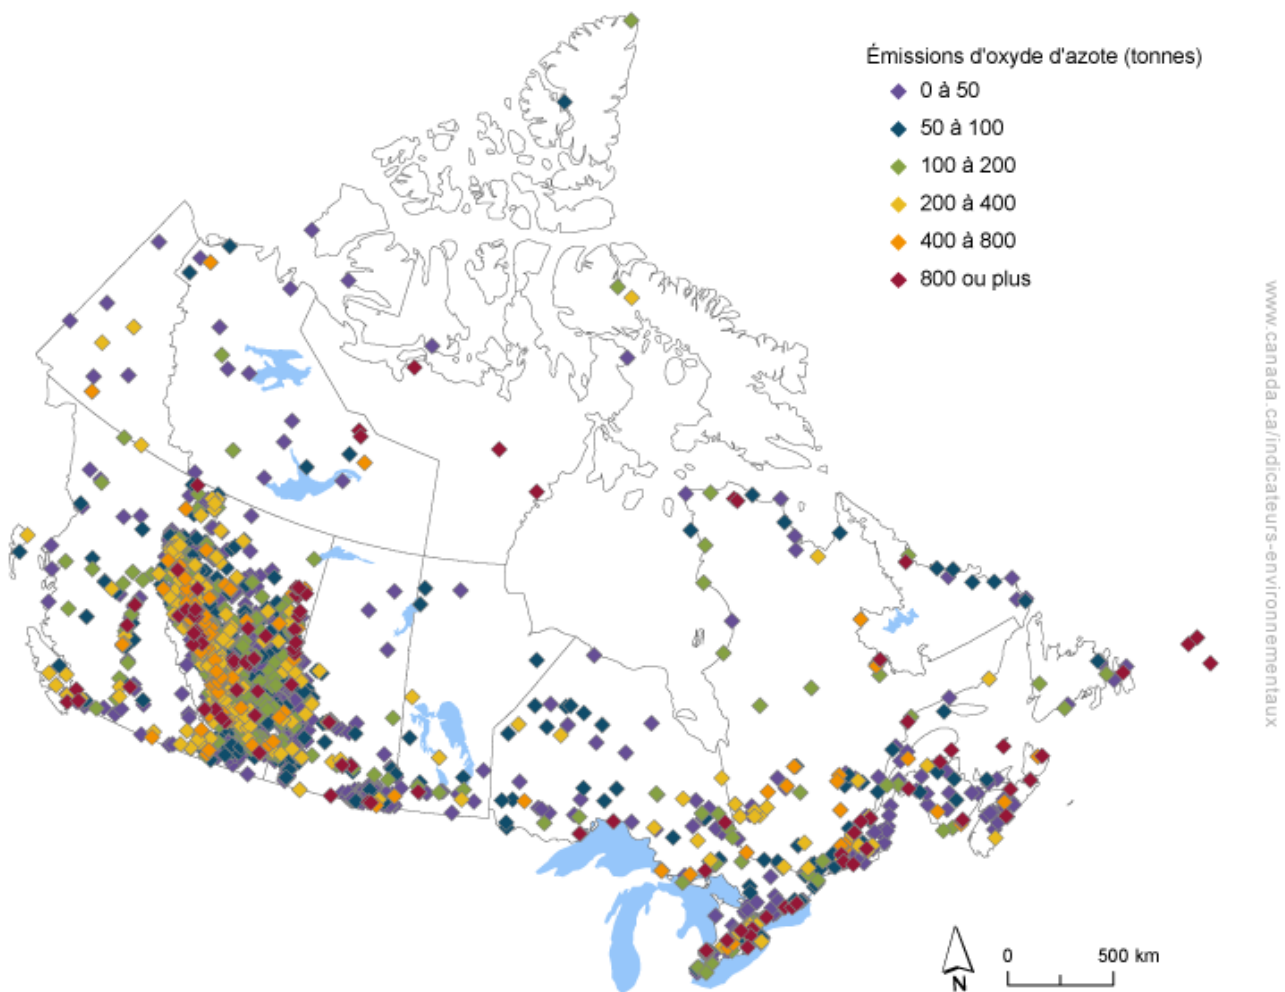 Émissions d'oxyde d'azote (tonnes)
0 à 50
50 à 100
100 à 200
200 à 400
400 à 800
800 ou plus
www.canada.ca/indicateurs-environnementaux
N
0 500 km